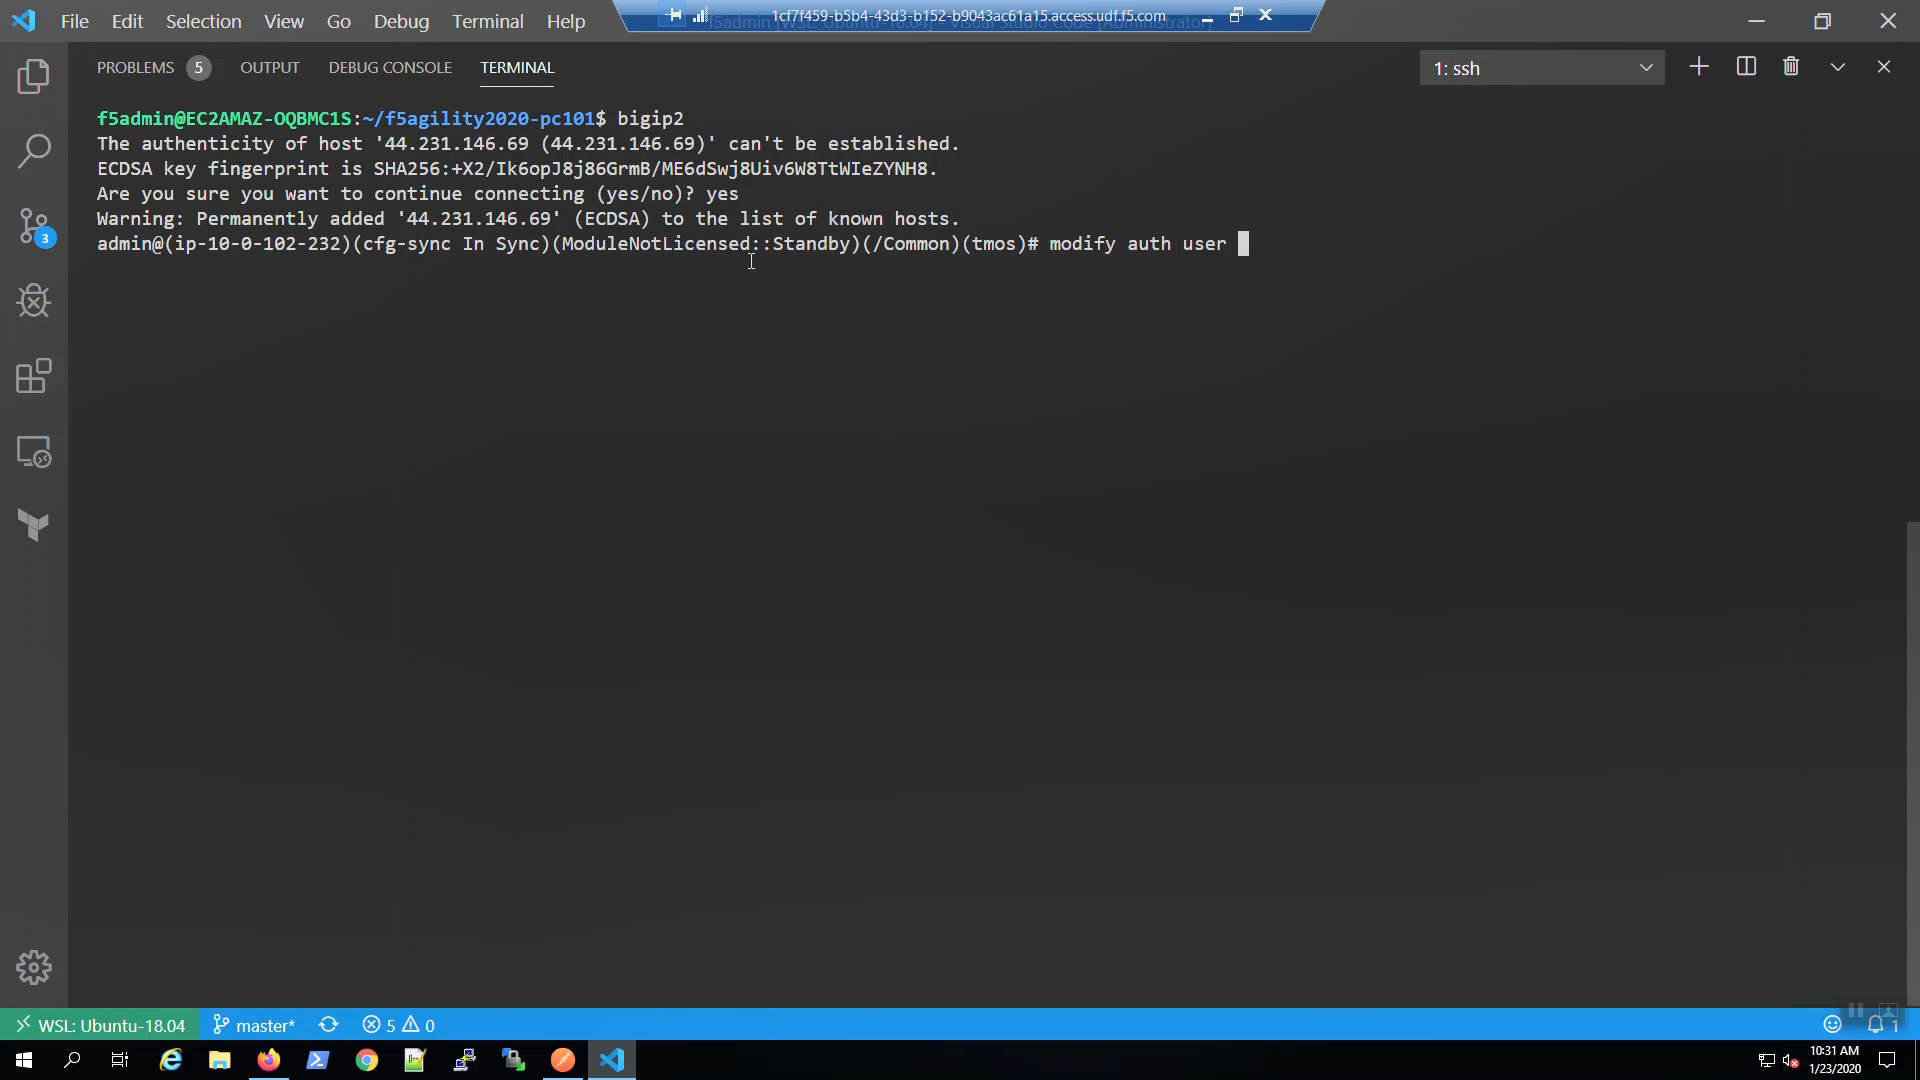 File Edit Selection View Go Debug Terminal Help
1cf7f459-b5b4-43d3-b152-b9043ac61a15.access.udf.f5.com
PROBLEMS 5 OUTPUT DEBUG CONSOLE TERMINAL 1: ssh
f5admin@EC2AMAZ-OQBMC1S:~/f5agility2020-pc101$ bigip2
The authenticity of host '44.231.146.69 (44.231.146.69)' can't be established.
ECDSA key fingerprint is SHA256:+X2/Ik6opJ8j86GrmB/ME6dSwj8Uiv6W8TtWIeZYNH8.
Are you sure you want to continue connecting (yes/no)? yes
Warning: Permanently added '44.231.146.69' (ECDSA) to the list of known hosts.
admin@(ip-10-0-102-232)(cfg-sync In Sync)(ModuleNotLicensed::Standby)(/Common)(tmos)# modify auth user
3
WSL: Ubuntu-18.04 master* 5 0 1
10:31 AM
1/23/2020